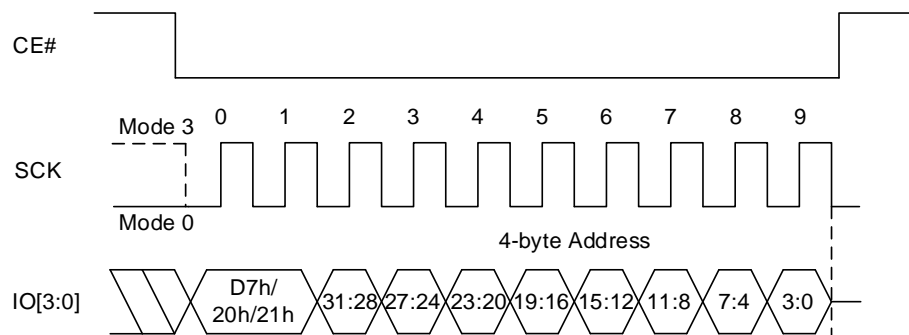 CE#
0 1 2 3 4 5 6 7 8 9
Mode 3
SCK
Mode 0
4-byte Address
IO[3:0]
D7h/
20h/21h
31:28 27:24 23:20 19:16 15:12 11:8 7:4 3:0